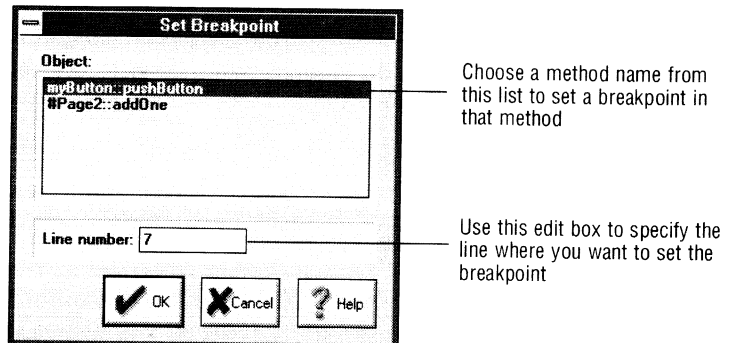 Set Breakpoint
Object:
myButton::pushButton
#Page2::addOne
Choose a method name from
this list to set a breakpoint in
that method
Line number: 7
Use this edit box to specify the
line where you want to set the
breakpoint
OK
Cancel
Help